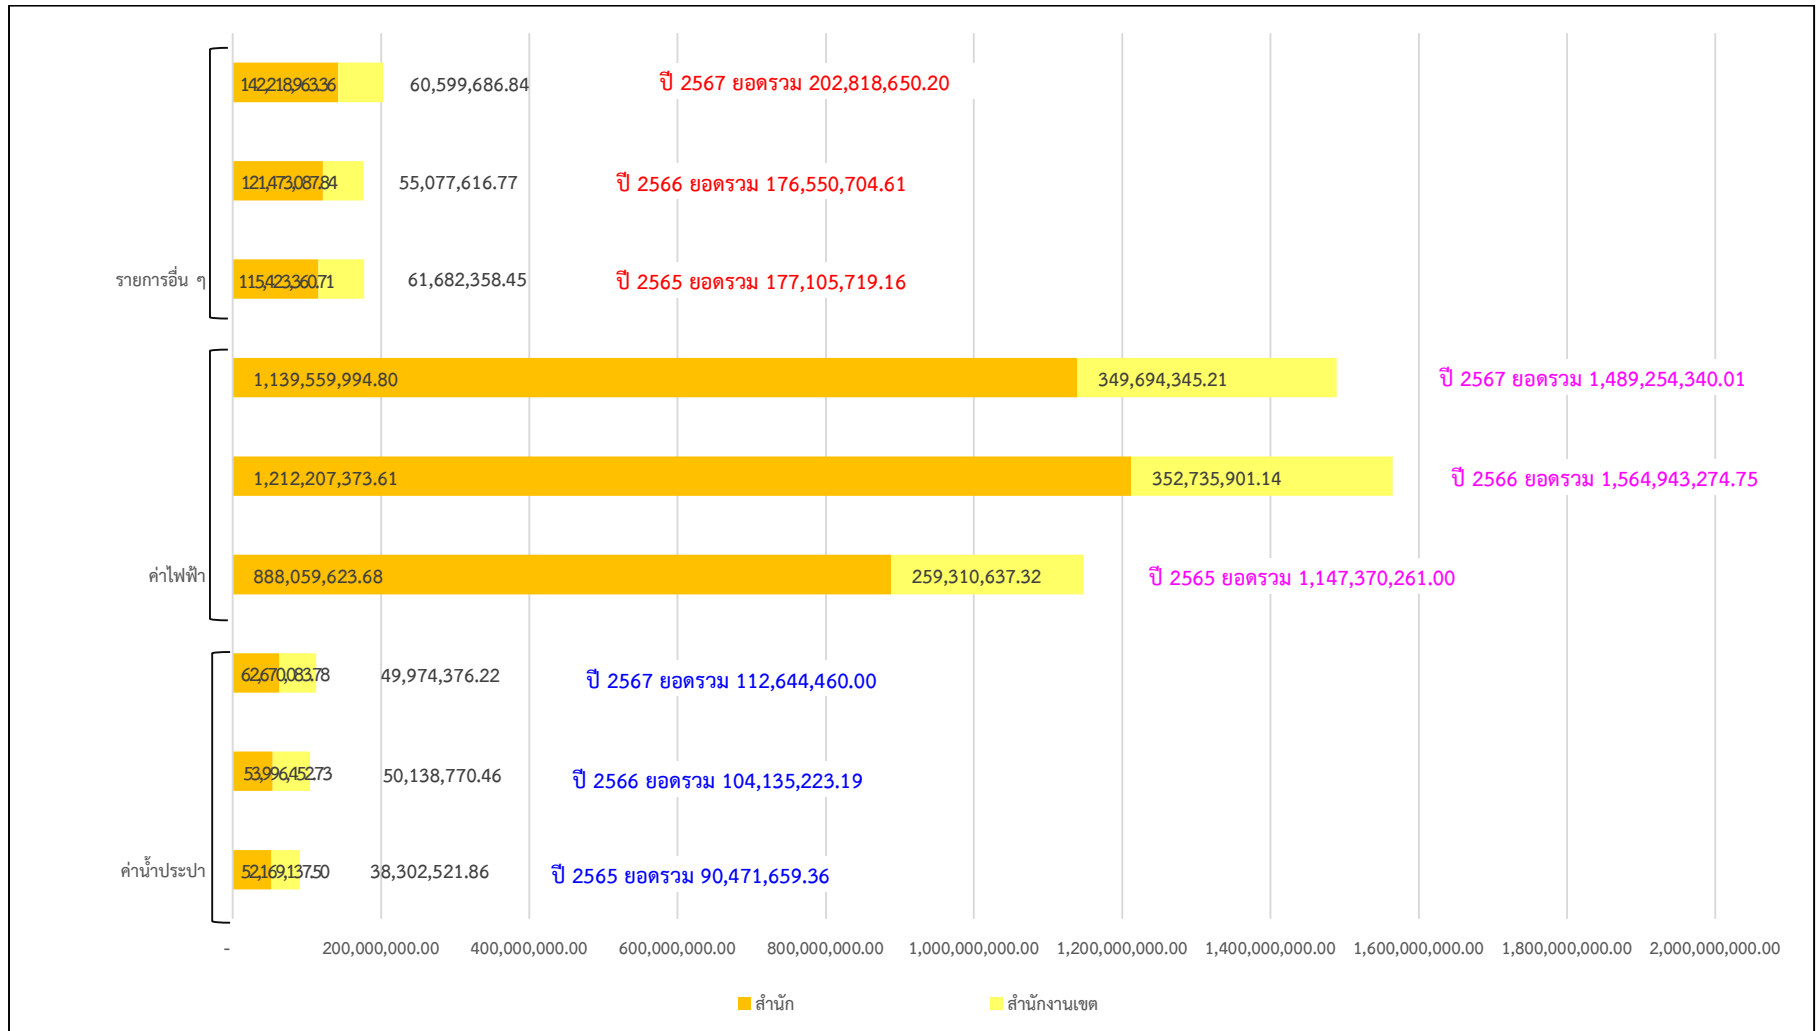 142,218,963.36 60,599,686.84 ปี 2567 ยอดรวม 202,818,650.20
121,473,087.84 55,077,616.77 ปี 2566 ยอดรวม 176,550,704.61
รายการอื่น ๆ 115,423,360.71 61,682,358.45 ปี 2565 ยอดรวม 177,105,719.16
1,139,559,994.80 349,694,345.21 ปี 2567 ยอดรวม 1,489,254,340.01
1,212,207,373.61 352,735,901.14 ปี 2566 ยอดรวม 1,564,943,274.75
ค่าไฟฟ้า 888,059,623.68 259,310,637.32 ปี 2565 ยอดรวม 1,147,370,261.00
62,670,083.78 49,974,376.22 ปี 2567 ยอดรวม 112,644,460.00
53,996,452.73 50,138,770.46 ปี 2566 ยอดรวม 104,135,223.19
ค่าน้ำประปา 52,169,137.50 38,302,521.86 ปี 2565 ยอดรวม 90,471,659.36
- 200,000,000.00 400,000,000.00 600,000,000.00 800,000,000.00 1,000,000,000.00 1,200,000,000.00 1,400,000,000.00 1,600,000,000.00 1,800,000,000.00 2,000,000,000.00
สำนัก สำนักงานเขต